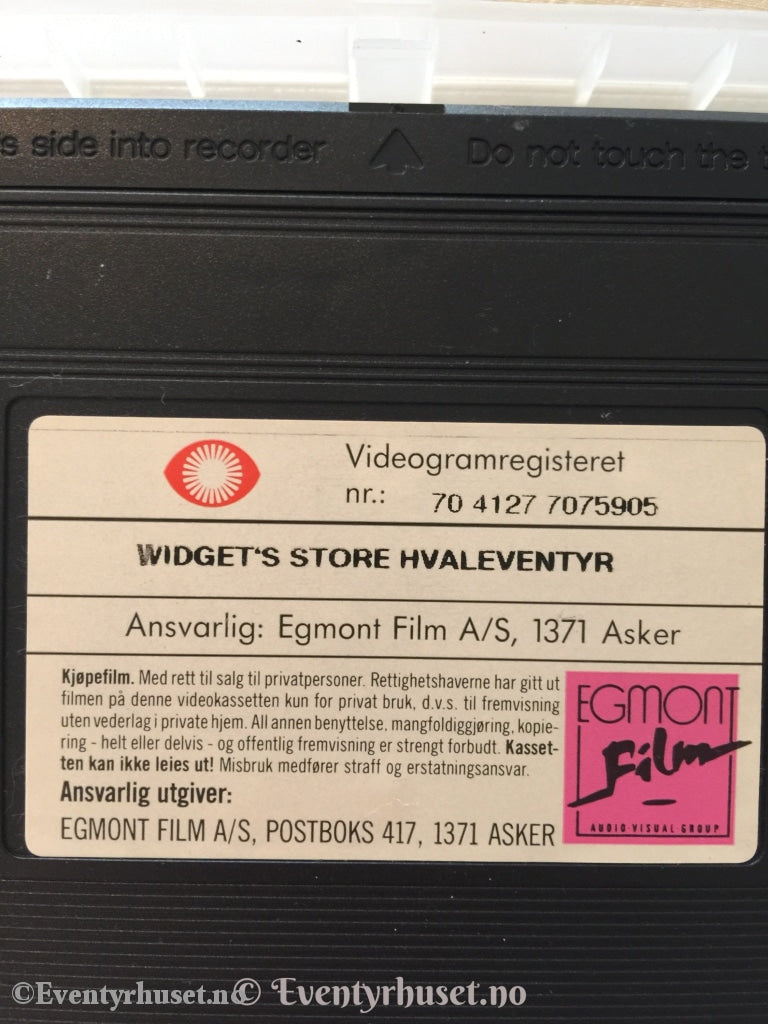 s side into recorder Do not touch the t
Videogramregisteret
nr.: 70 4127 7075905
WIDGET'S STORE HVALEVENTYR
Ansvarlig: Egmont Film A/S, 1371 Asker
Kjøpefilm. Med rett til salg til privatpersoner. Rettighetshaverne har gitt ut
filmen på denne videokassetten kun for privat bruk, d.v.s. til fremvisning
uten vederlag i private hjem. All annen benyttelse, mangfoldiggjøring, kopie-
ring - helt eller delvis - og offentlig fremvisning er strengt forbudt. Kasset-
ten kan ikke leies ut! Misbruk medfører straff og erstatningsansvar.
Ansvarlig utgiver:
EGMONT FILM A/S, POSTBOKS 417, 1371 ASKER
EGMONT
Film
AUDIO-VISUAL GROUP
©Eventyrhuset.no © Eventyrhuset.no